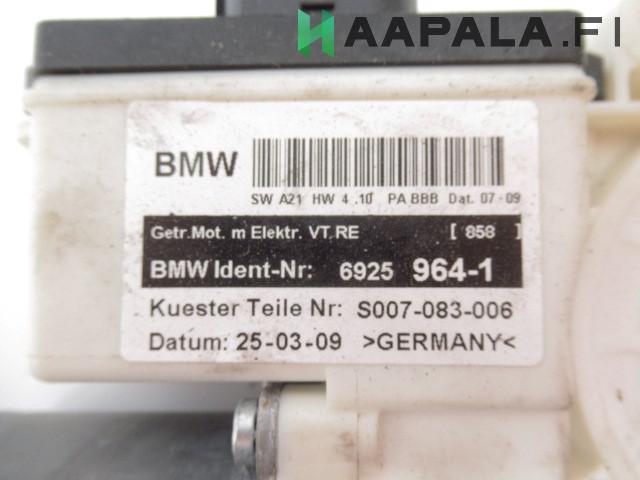 HAAPALA.FI
BMW
SW A21 HW 4.10 PA BBB Dat. 07-09
Getr.Mot. m Elektr. VT.RE [ 858 ]
BMW Ident-Nr: 6925 964-1
Kuester Teile Nr: S007-083-006
Datum: 25-03-09 >GERMANY<